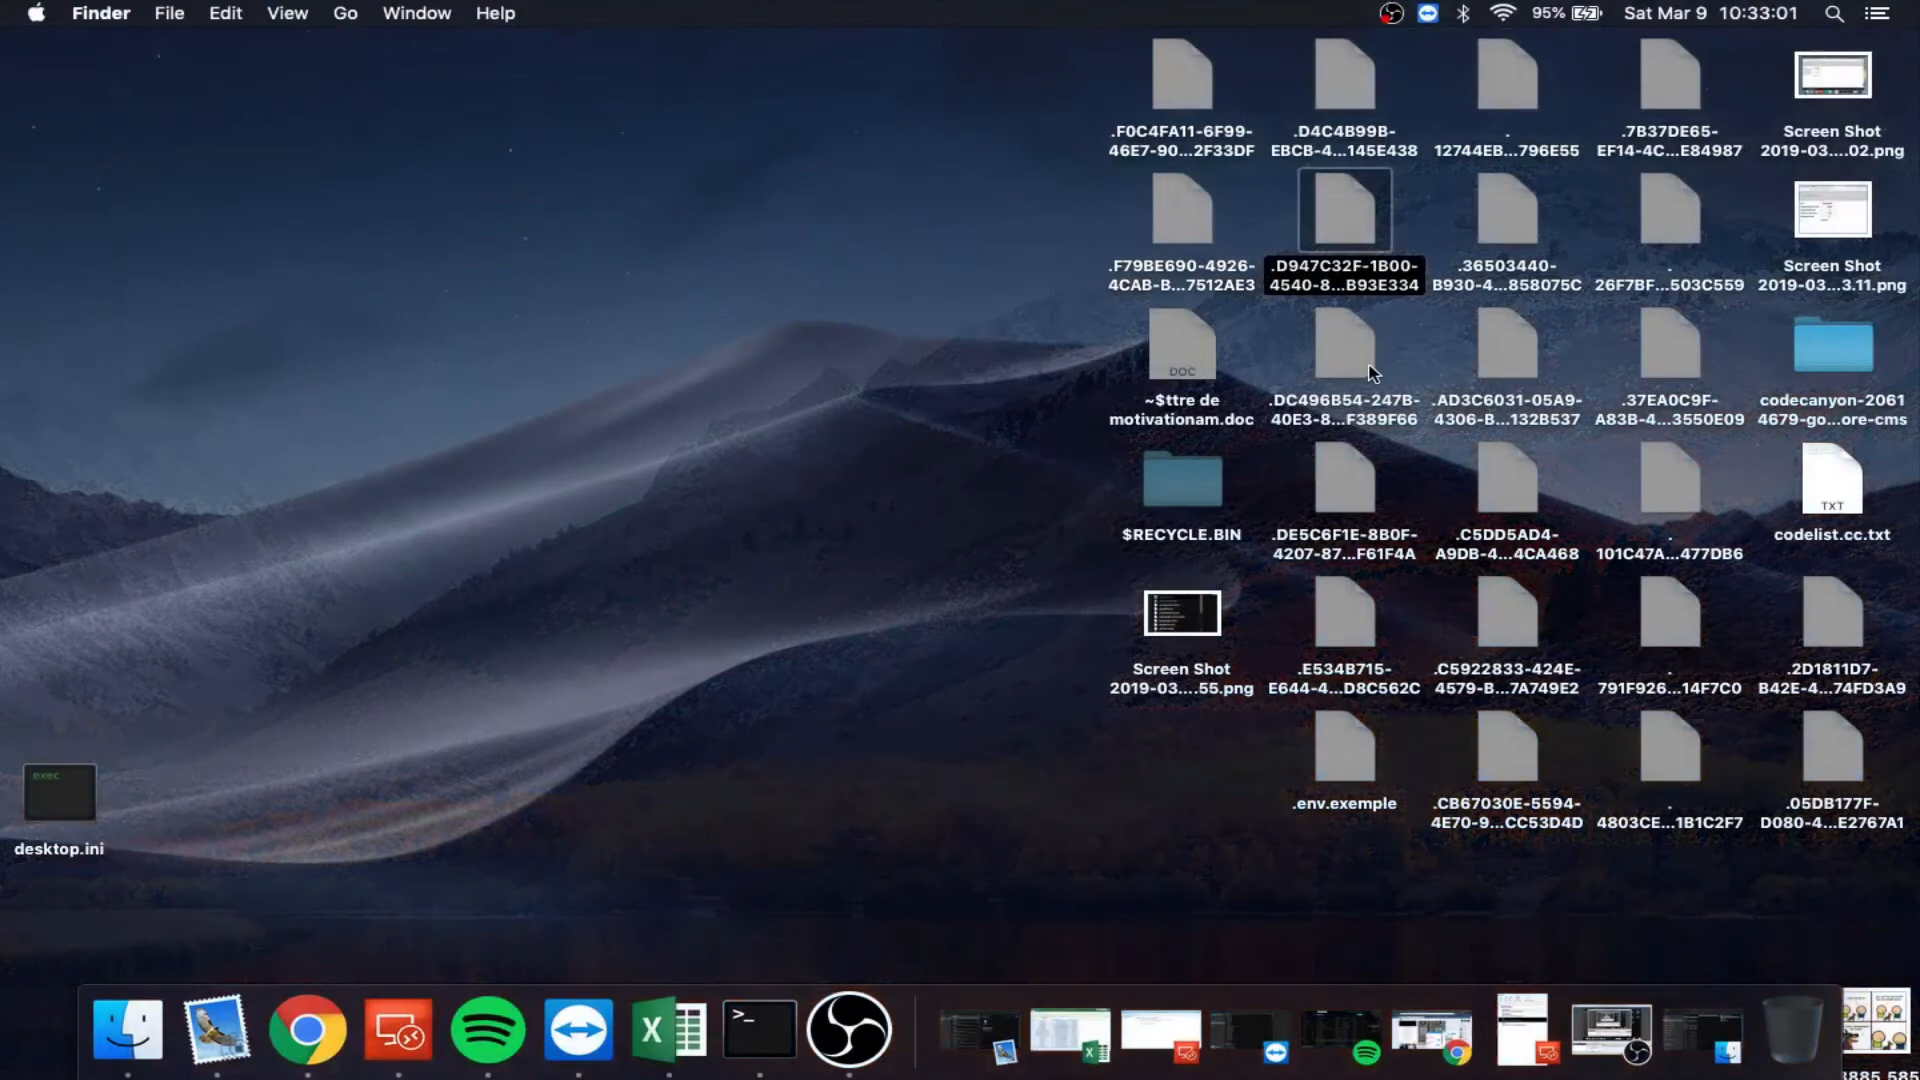 Finder File Edit View Go Window Help 95% Sat Mar 9 10:33:01
.F0C4FA11-6F99-
46E7-90...2F33DF
.D4C4B99B-
EBCB-4...145E438
.
12744EB...796E55
.7B37DE65-
EF14-4C...E84987
Screen Shot
2019-03....02.png
.F79BE690-4926-
4CAB-B...7512AE3
.D947C32F-1B00-
4540-8...B93E334
.36503440-
B930-4...858075C
.
26F7BF...503C559
Screen Shot
2019-03...3.11.png
DOC
~$ttre de
motivationam.doc
.DC496B54-247B-
40E3-8...F389F66
.AD3C6031-05A9-
4306-B...132B537
.37EA0C9F-
A83B-4...3550E09
codecanyon-2061
4679-go...ore-cms
$RECYCLE.BIN
.DE5C6F1E-8B0F-
4207-87...F61F4A
.C5DD5AD4-
A9DB-4...4CA468
.
101C47A...477DB6
TXT
codelist.cc.txt
Screen Shot
2019-03....55.png
.E534B715-
E644-4...D8C562C
.C5922833-424E-
4579-B...7A749E2
.
791F926...14F7C0
.2D1811D7-
B42E-4...74FD3A9
.env.exemple
.CB67030E-5594-
4E70-9...CC53D4D
.
4803CE...1B1C2F7
.05DB177F-
D080-4...E2767A1
exec
desktop.ini
X
>_